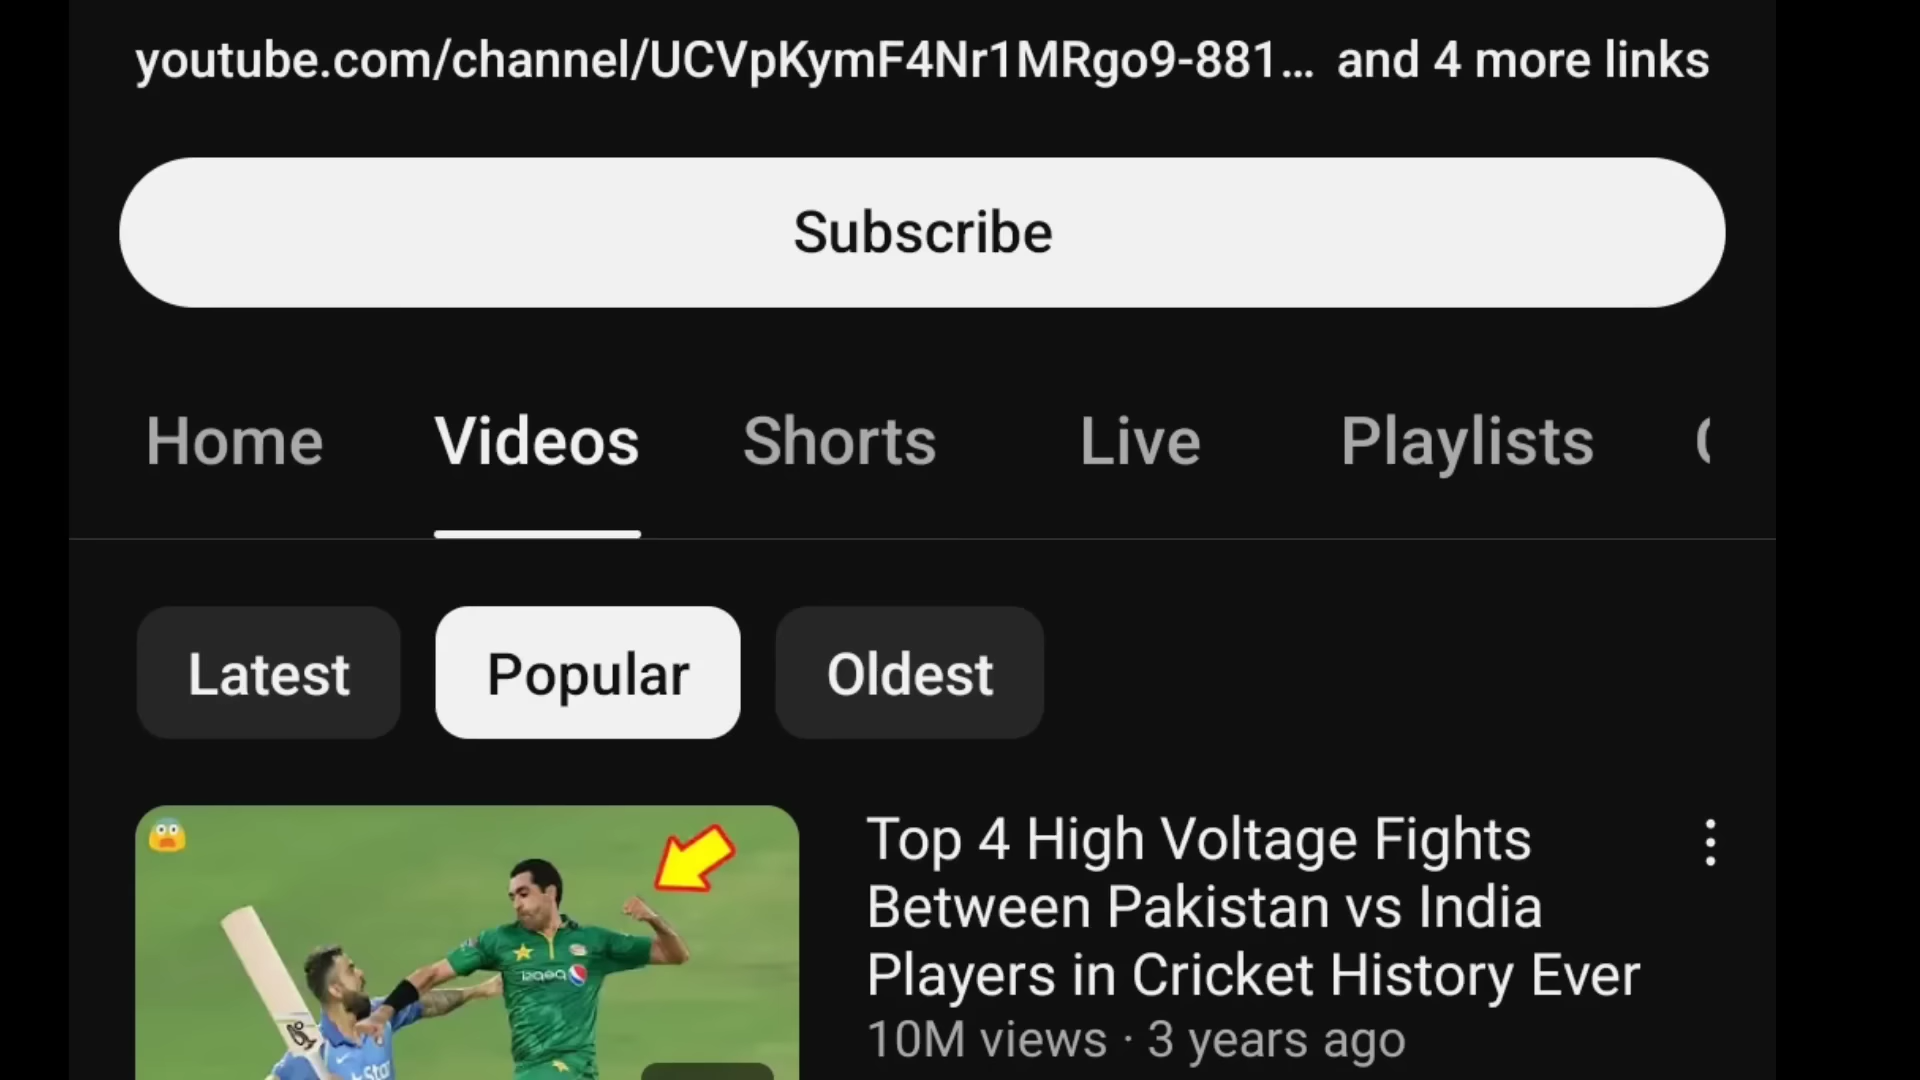 youtube.com/channel/UCVpKymF4Nr1MRgo9-881... and 4 more links
Subscribe
Home Videos Shorts Live Playlists
Latest Popular Oldest
Top 4 High Voltage Fights
Between Pakistan vs India
Players in Cricket History Ever
10M views · 3 years ago